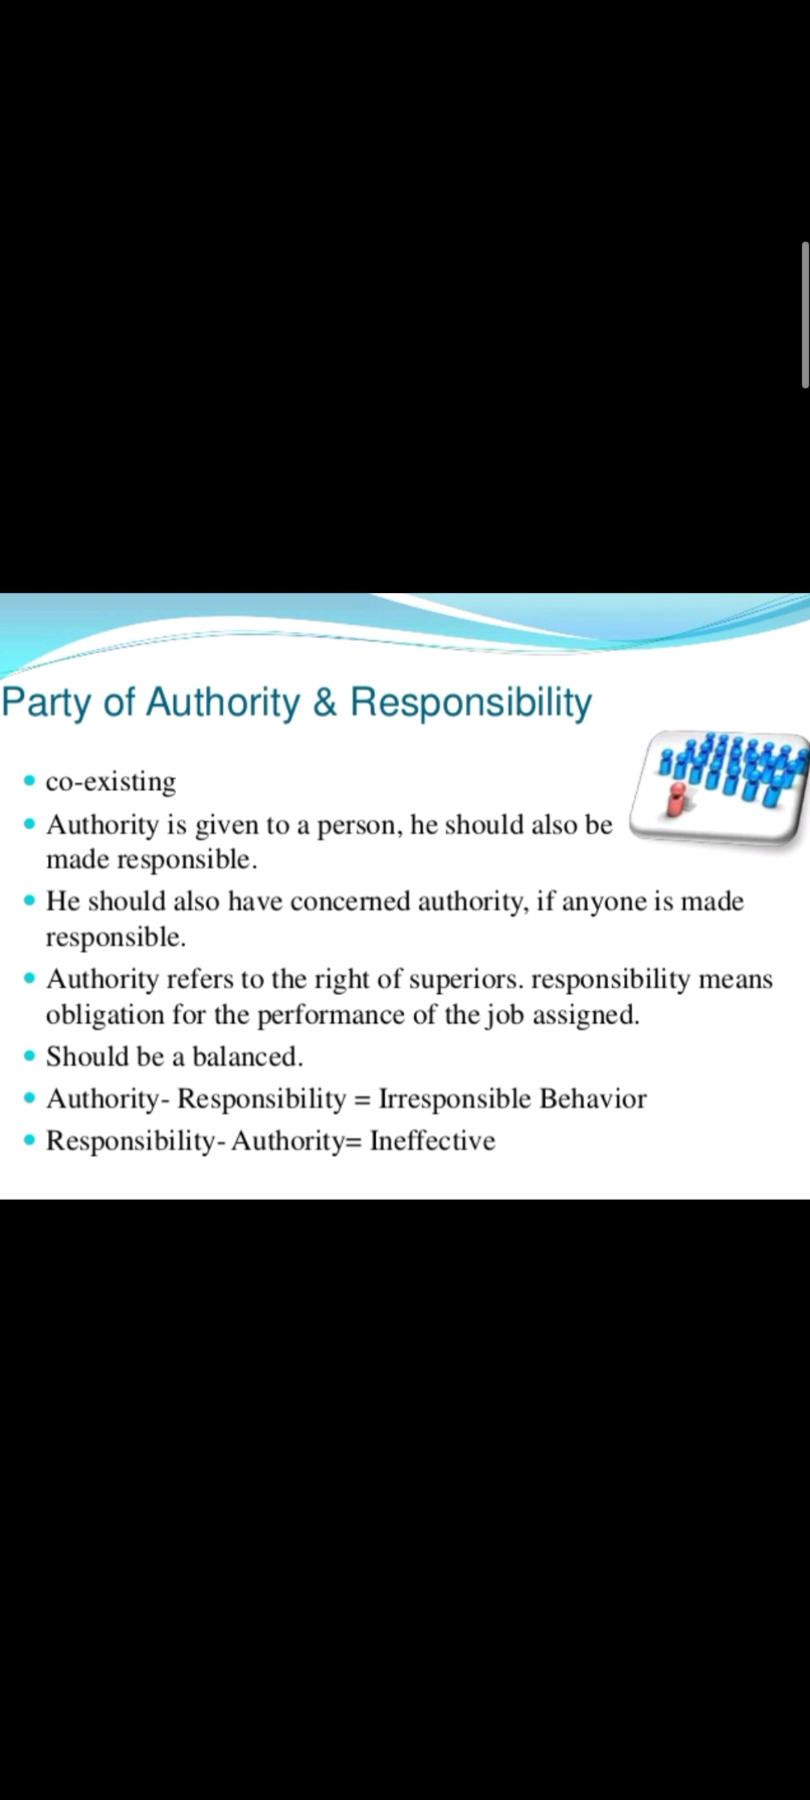 Party of Authority & Responsibility
• co-existing
• Authority is given to a person, he should also be
made responsible.
• He should also have concerned authority, if anyone is made
responsible.
• Authority refers to the right of superiors. responsibility means
obligation for the performance of the job assigned.
• Should be a balanced.
• Authority- Responsibility = Irresponsible Behavior
• Responsibility- Authority= Ineffective